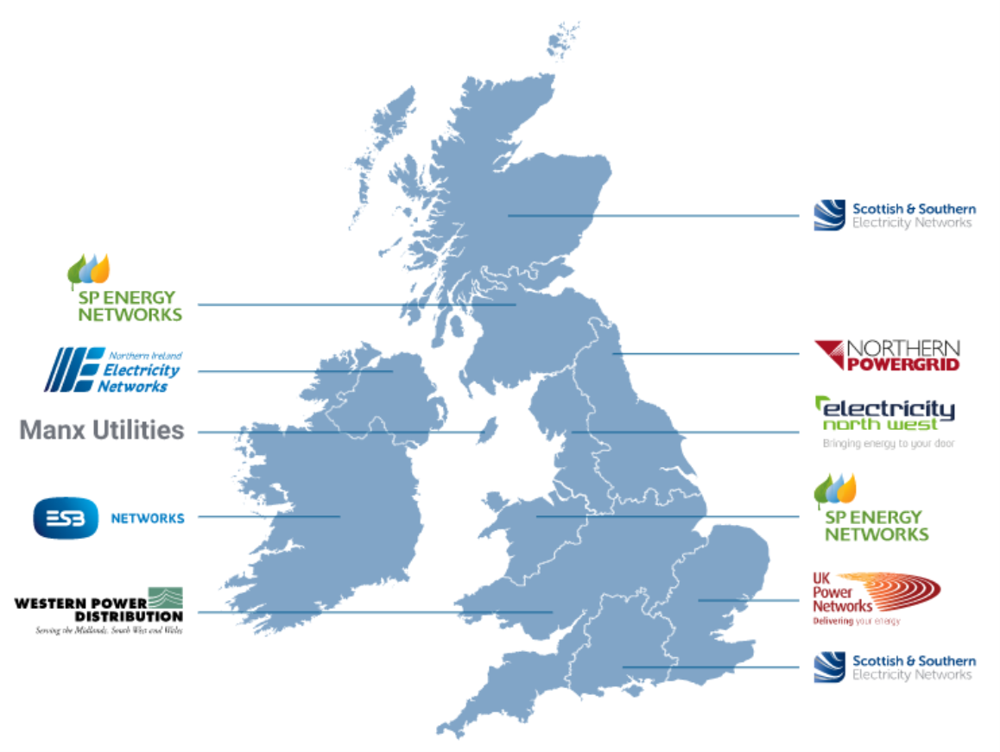 Scottish & Southern
Electricity Networks
SP ENERGY
NETWORKS
Northern Ireland
Electricity
Networks
NORTHERN
POWERGRID
Manx Utilities
electricity
north west
Bringing energy to your door
ESB
NETWORKS
SP ENERGY
NETWORKS
WESTERN POWER
DISTRIBUTION
Serving the Midlands, South West and Wales
UK
Power
Networks
Delivering your energy
Scottish & Southern
Electricity Networks